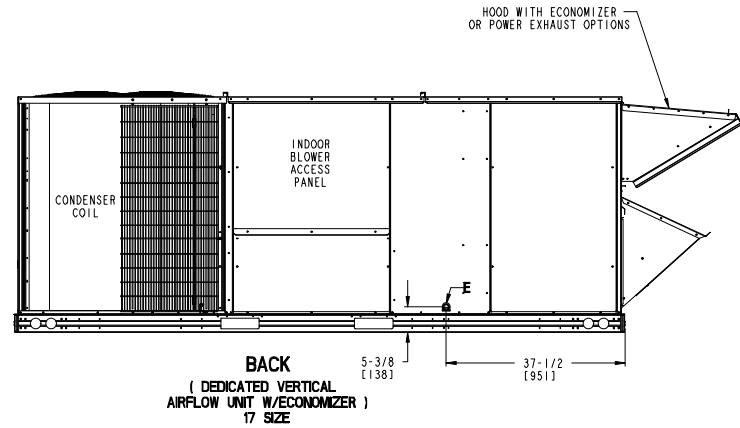 HOOD WITH ECONOMIZER
OR POWER EXHAUST OPTIONS
INDOOR
BLOWER
ACCESS
PANEL
CONDENSER
COIL
E
5-3/8
[138]
37-1/2
[951]
BACK
( DEDICATED VERTICAL
AIRFLOW UNIT W/ECONOMIZER )
17 SIZE